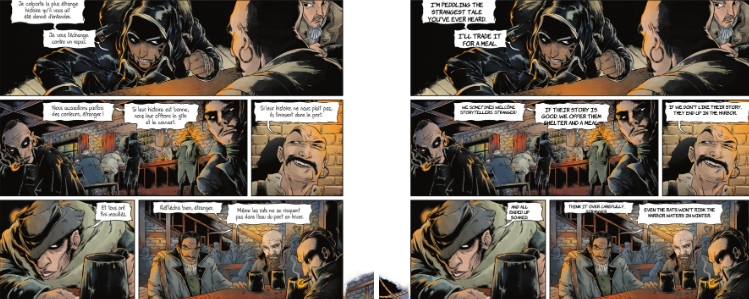 Je colporte la plus étrange
histoire qu'il vous ait
été donné d'entendre.
Je vous l'échange
contre un repas.
Nous accueillons parfois
des conteurs, étranger !
Si leur histoire est bonne,
nous leur offrons le gîte
et le couvert.
Si leur histoire ne nous plaît pas,
ils finissent dans le port.
Et tous ont
fini mouillés.
Réfléchis bien, étranger.
Même les rats ne se risquent
pas dans l'eau du port en hiver.
I'M PEDDLING THE
STRANGEST TALE
YOU'VE EVER HEARD.
I'LL TRADE IT
FOR A MEAL.
WE SOMETIMES WELCOME
STORYTELLERS, STRANGER!
IF THEIR STORY IS
GOOD, WE OFFER THEM
SHELTER AND A MEAL.
IF WE DON'T LIKE THEIR STORY,
THEY END UP IN THE HARBOR.
AND ALL
ENDED UP
SOAKED.
THINK IT OVER CAREFULLY,
EVEN THE RATS WON'T RISK THE
HARBOR WATERS IN WINTER.